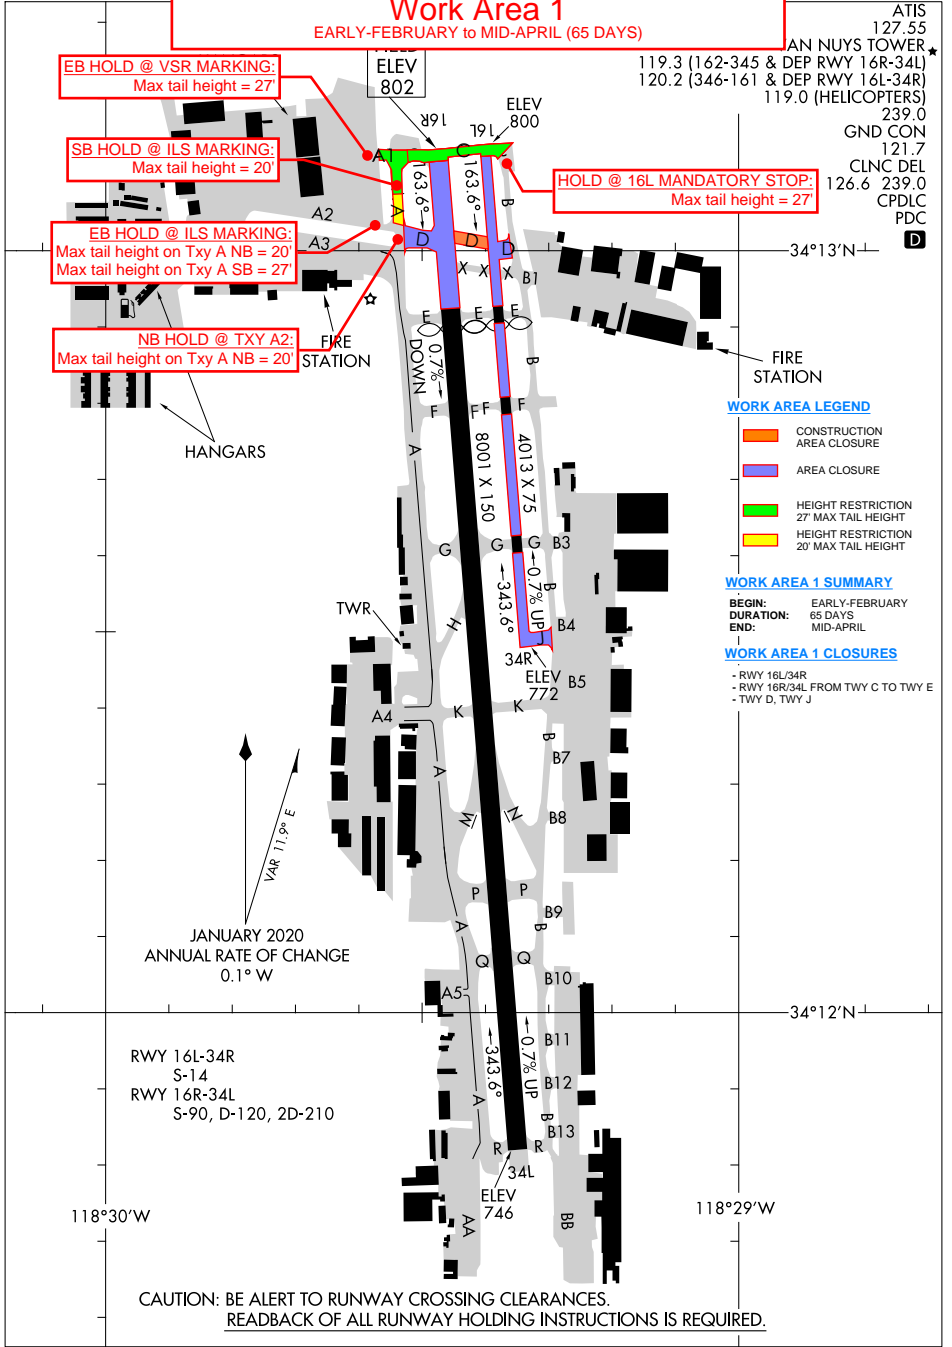 Work Area 1
EARLY-FEBRUARY to MID-APRIL (65 DAYS)
ATIS
127.55
VAN NUYS TOWER
119.3 (162-345 & DEP RWY 16R-34L)
120.2 (346-161 & DEP RWY 16L-34R)
119.0 (HELICOPTERS)
239.0
GND CON
121.7
CLNC DEL
126.6 239.0
CPDLC
PDC
D
ELEV
802
EB HOLD @ VSR MARKING:
Max tail height = 27'
SB HOLD @ ILS MARKING:
Max tail height = 20'
EB HOLD @ ILS MARKING:
Max tail height on Txy A NB = 20'
Max tail height on Txy A SB = 27'
NB HOLD @ TXY A2:
Max tail height on Txy A NB = 20'
HOLD @ 16L MANDATORY STOP:
Max tail height = 27'
16R
16L
ELEV
800
A
C
163.6°
163.6°
A
B
A2
A3
D
D
D
34°13'N
X
X
X
B1
E
E
E
FIRE
STATION
FIRE
STATION
0.7%
DOWN
B
F
F
F
F
HANGARS
A
8001 X 150
4013 X 75
WORK AREA LEGEND
CONSTRUCTION
AREA CLOSURE
AREA CLOSURE
HEIGHT RESTRICTION
27' MAX TAIL HEIGHT
HEIGHT RESTRICTION
20' MAX TAIL HEIGHT
G
G
G
B3
343.6°
0.7% UP
B
WORK AREA 1 SUMMARY
BEGIN: EARLY-FEBRUARY
DURATION: 65 DAYS
END: MID-APRIL
WORK AREA 1 CLOSURES
- RWY 16L/34R
- RWY 16R/34L FROM TWY C TO TWY E
- TWY D, TWY J
TWR
H
B4
J
34R
ELEV
772
B5
A4
K
K
B
B7
A
M
N
B8
VAR 11.9° E
P
P
B9
A
B
JANUARY 2020
ANNUAL RATE OF CHANGE
0.1° W
Q
Q
B10
A5
34°12'N
343.6°
0.7% UP
B11
RWY 16L-34R
S-14
RWY 16R-34L
S-90, D-120, 2D-210
B12
A
B
B13
R
R
34L
ELEV
746
118°30'W
118°29'W
AA
BB
CAUTION: BE ALERT TO RUNWAY CROSSING CLEARANCES.
READBACK OF ALL RUNWAY HOLDING INSTRUCTIONS IS REQUIRED.